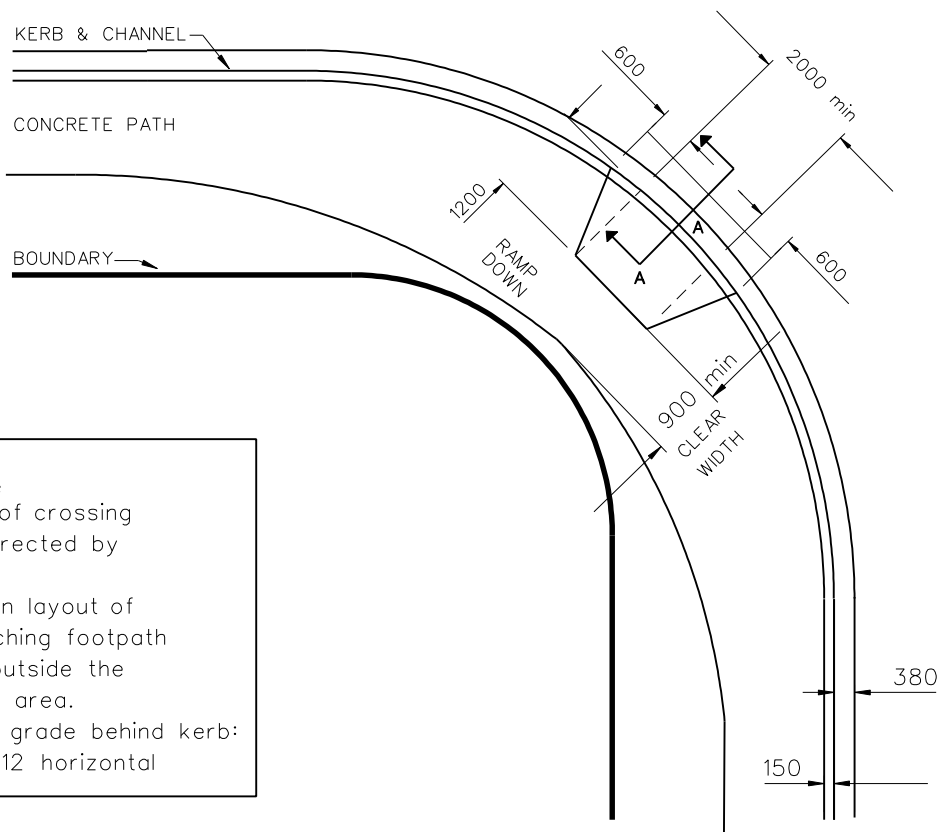 KERB & CHANNEL
CONCRETE PATH
BOUNDARY
600
2000 min
1200
RAMP
DOWN
A
A
600
900 min
CLEAR
WIDTH
380
150
of crossing
rected by
n layout of
ching footpath
outside the
area.
grade behind kerb:
12 horizontal